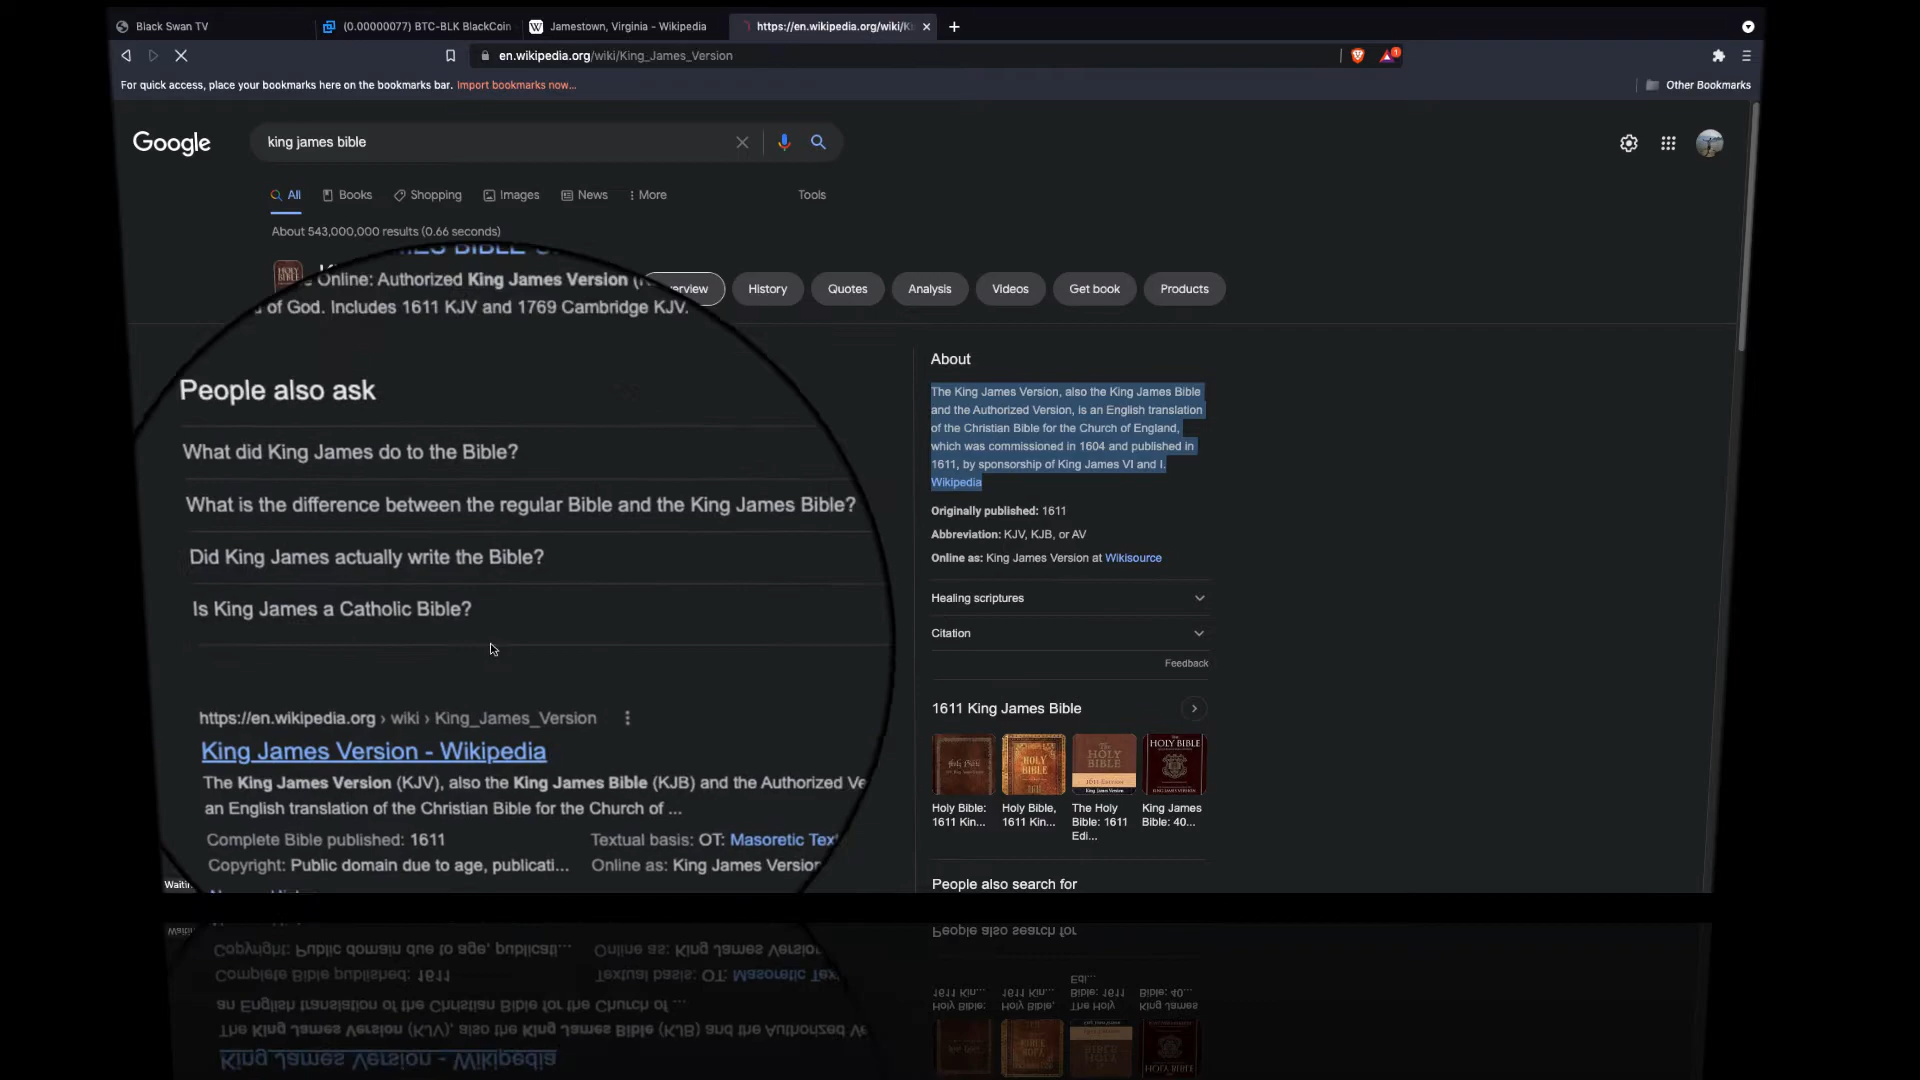 Black Swan TV
(0.00000077) BTC-BLK BlackCoin
Jamestown, Virginia - Wikipedia
https://en.wikipedia.org/wiki/Ki
en.wikipedia.org/wiki/King_James_Version
1
For quick access, place your bookmarks here on the bookmarks bar. Import bookmarks now...
Other Bookmarks
Google
king james bible
All
Books
Shopping
Images
News
More
Tools
About 543,000,000 results (0.66 seconds)
HOLY
BIBLE
Online: Authorized King James Version
of God. Includes 1611 KJV and 1769 Cambridge KJV.
History
Quotes
Analysis
Videos
Get book
Products
People also ask
What did King James do to the Bible?
What is the difference between the regular Bible and the King James Bible?
Did King James actually write the Bible?
Is King James a Catholic Bible?
https://en.wikipedia.org › wiki › King_James_Version
King James Version - Wikipedia
The King James Version (KJV), also the King James Bible (KJB) and the Authorized Ve
an English translation of the Christian Bible for the Church of ...
Complete Bible published: 1611
Textual basis: OT: Masoretic Tex
Copyright: Public domain due to age, publicati...
Online as: King James Version
Waitin
About
The King James Version, also the King James Bible
and the Authorized Version, is an English translation
of the Christian Bible for the Church of England,
which was commissioned in 1604 and published in
1611, by sponsorship of King James VI and I.
Wikipedia
Originally published: 1611
Abbreviation: KJV, KJB, or AV
Online as: King James Version at Wikisource
Healing scriptures
Citation
Feedback
1611 King James Bible
Holy Bible:
1611 Kin...
Holy Bible,
1611 Kin...
The Holy
Bible: 1611
Edi...
King James
Bible: 40...
People also search for